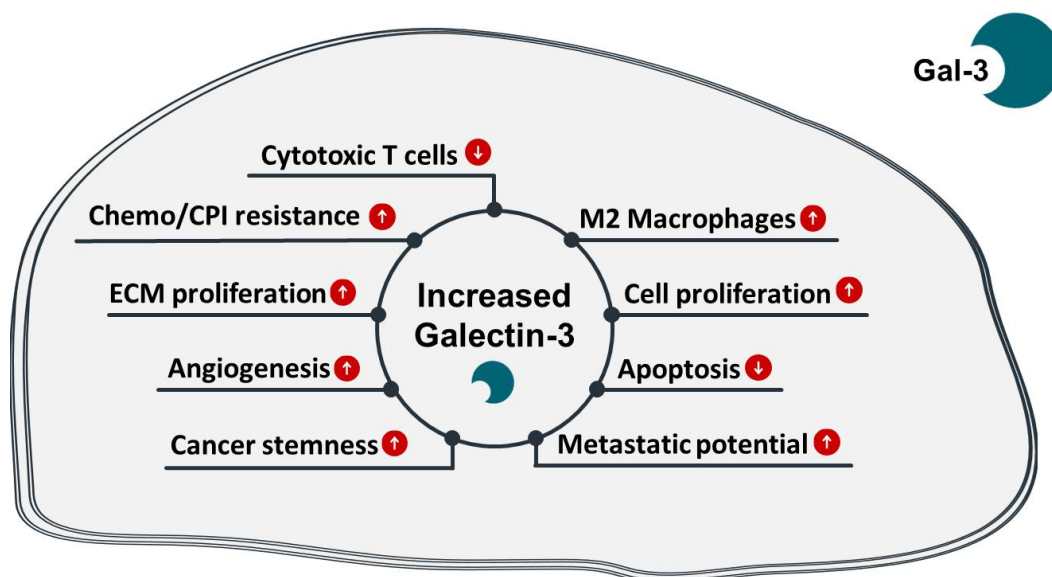 Gal-3
Cytotoxic T cells ↓
Chemo/CPI resistance ↑
M2 Macrophages ↑
ECM proliferation ↑
Increased
Galectin-3
Cell proliferation ↑
Angiogenesis ↑
Apoptosis ↓
Cancer stemness ↑
Metastatic potential ↑